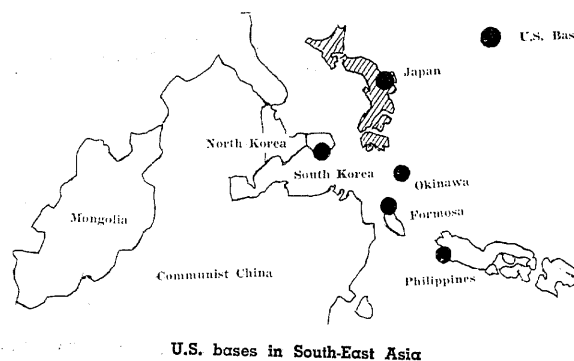 U.S. Bas
Japan
North Korea
South Korea
Okinawa
Mongolia
Formosa
Communist China
Philippines
U.S. bases in South-East Asia